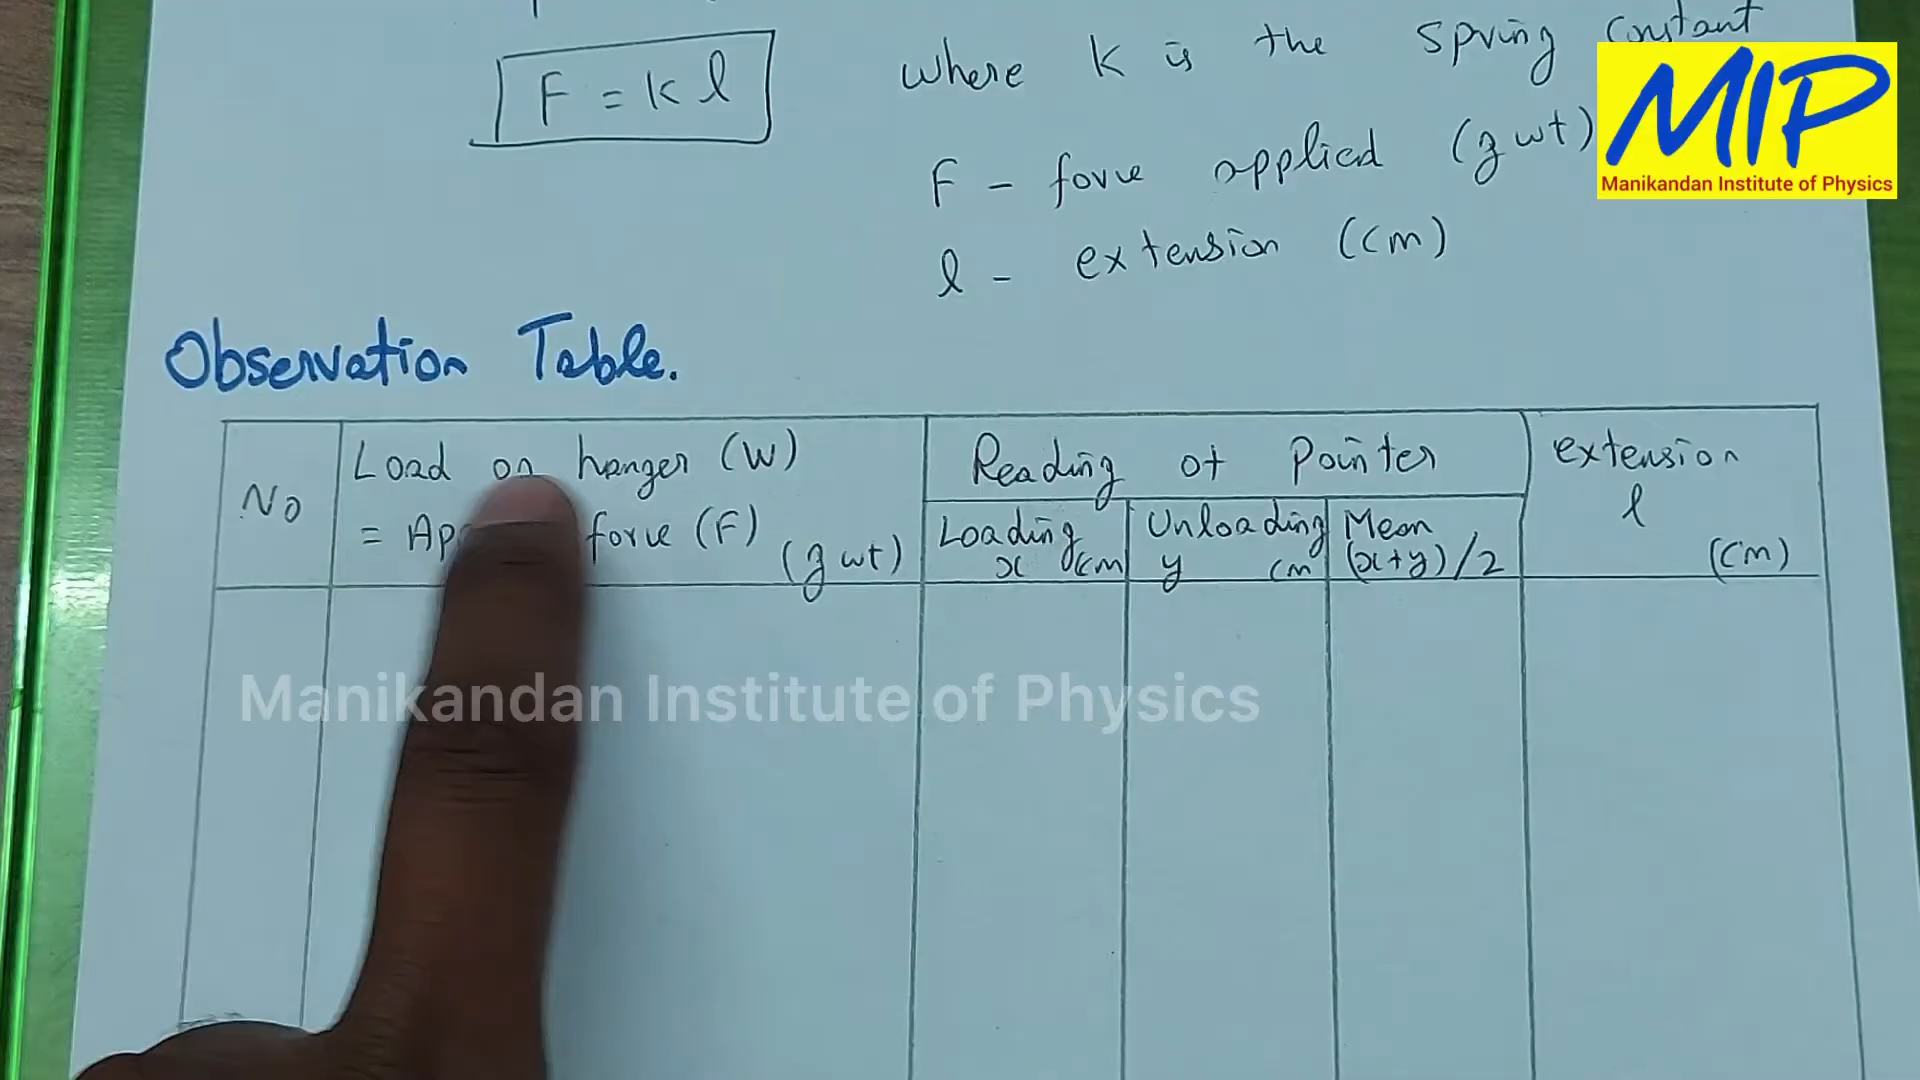 F = k l
where k is the spring constant
F - force applied (g wt)
l - extension (cm)
MIP
Manikandan Institute of Physics
Observation Table.
No
Load on hanger (W)
= force (F) (g wt)
Reading of Pointer
Loading x cm
Unloading y cm
Mean (x+y)/2
extension l (cm)
Manikandan Institute of Physics